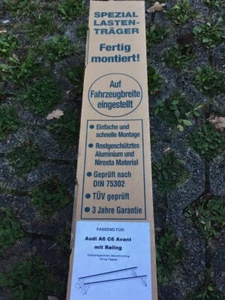 SPEZIAL
LASTEN-
TRÄGER
Fertig
montiert!
Auf
Fahrzeugbreite
eingestellt
Einfache und
schnelle Montage
Rostgeschütztes
Aluminium und
Nirosta Material
Geprüft nach
DIN 75302
TÜV geprüft
3 Jahre Garantie
PASSEND FÜR:
Audi A6 C6 Avant
mit Reling